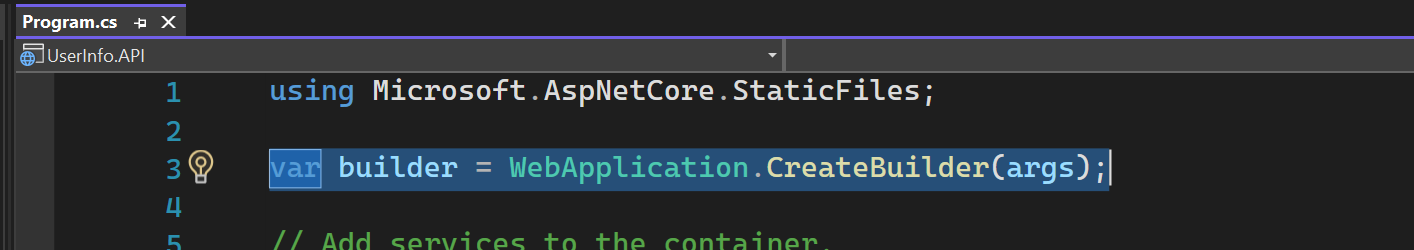 Program.cs
UserInfo.API
1 using Microsoft.AspNetCore.StaticFiles;
2
3 var builder = WebApplication.CreateBuilder(args);
4
5 // Add services to the container.